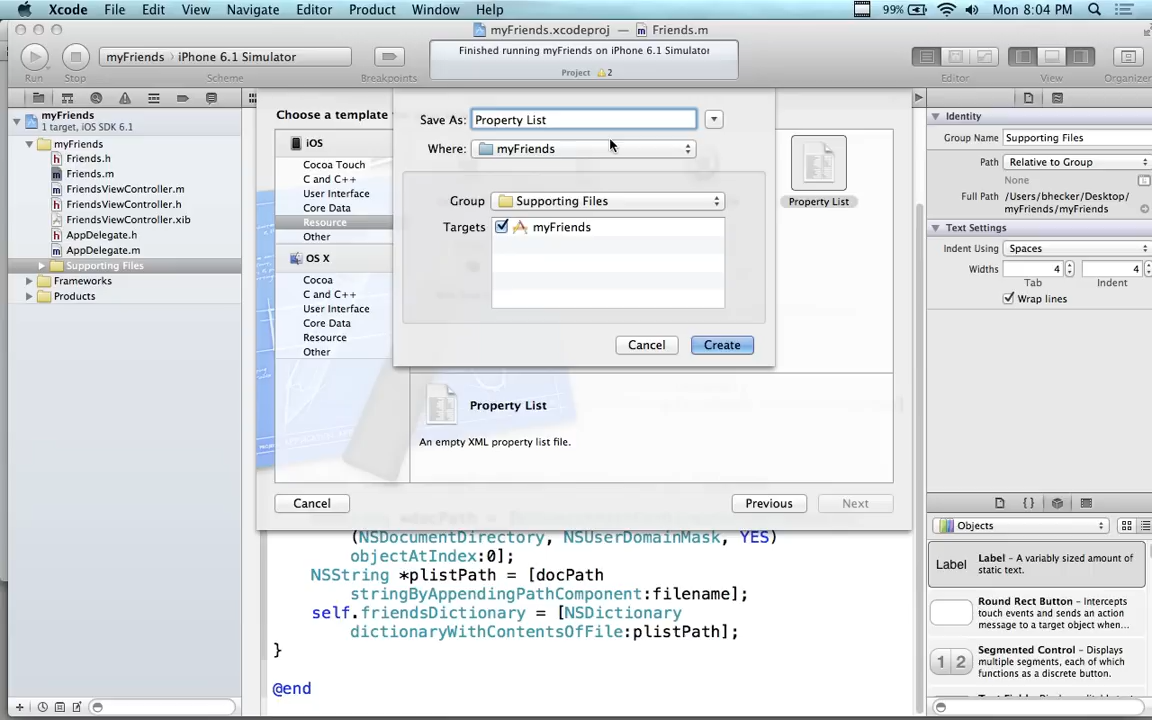 Xcode File Edit View Navigate Editor Product Window Help 99% Mon 8:04 PM
myFriends.xcodeproj — Friends.m
Run Stop
myFriends iPhone 6.1 Simulator
Scheme
Breakpoints
Finished running myFriends on iPhone 6.1 Simulator
Project 2
Editor View Organizer
myFriends
1 target, iOS SDK 6.1
myFriends
Friends.h
Friends.m
FriendsViewController.m
FriendsViewController.h
FriendsViewController.xib
AppDelegate.h
AppDelegate.m
Supporting Files
Frameworks
Products
Choose a template
iOS
Cocoa Touch
C and C++
User Interface
Core Data
Resource
Other
OS X
Cocoa
C and C++
User Interface
Core Data
Resource
Other
Save As: Property List
Where: myFriends
Group Supporting Files
Targets myFriends
Cancel Create
Property List
Property List
An empty XML property list file.
Cancel Previous Next
(NSDocumentDirectory, NSUserDomainMask, YES)
objectAtIndex:0];
NSString *plistPath = [docPath
stringByAppendingPathComponent:filename];
self.friendsDictionary = [NSDictionary
dictionaryWithContentsOfFile:plistPath];
}
@end
Identity
Group Name Supporting Files
Path Relative to Group
None
Full Path /Users/bhecker/Desktop/
myFriends/myFriends
Text Settings
Indent Using Spaces
Widths 4 4
Tab Indent
Wrap lines
Objects
Label
Label - A variably sized amount of
static text.
Round Rect Button - Intercepts
touch events and sends an action
message to a target object when...
1 2
Segmented Control - Displays
multiple segments, each of which
functions as a discrete button.